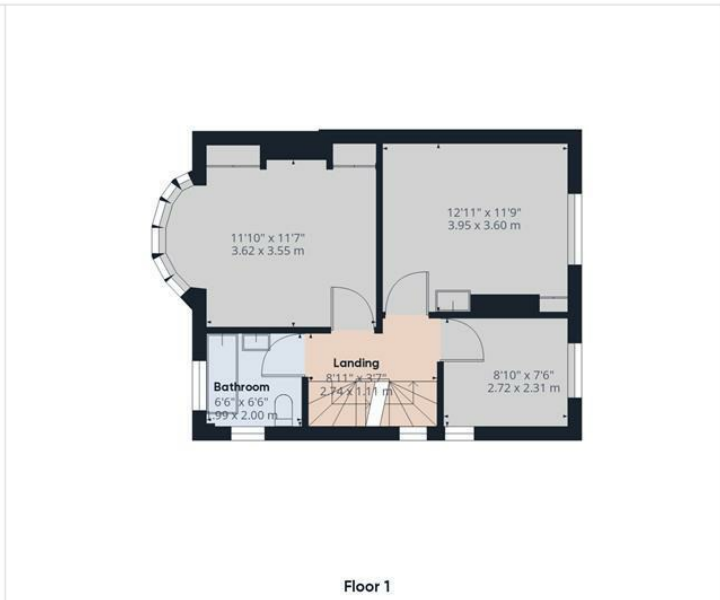 12'11" x 11'9"
3.95 x 3.60 m
11'10" x 11'7"
3.62 x 3.55 m
Landing
8'11" x 3'7"
2.74 x 1.11 m
8'10" x 7'6"
2.72 x 2.31 m
Bathroom
6'6" x 6'6"
.99 x 2.00 m
Floor 1